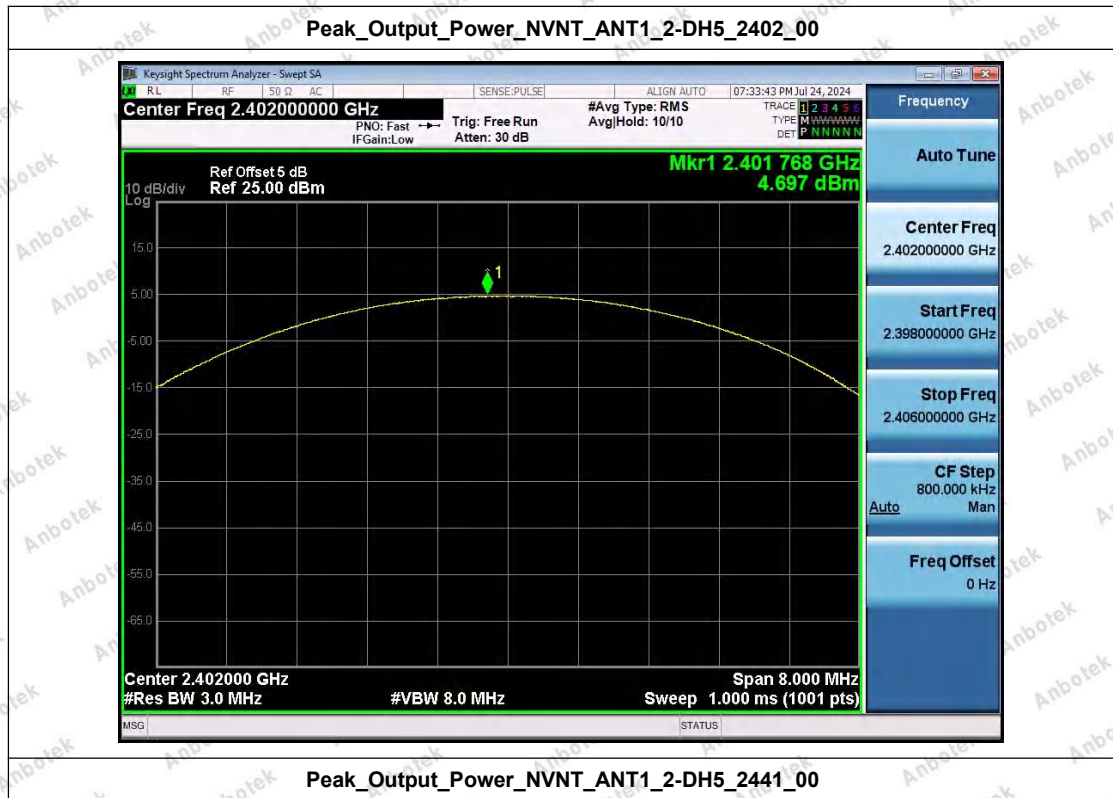 Peak_Output_Power_NVNT_ANT1_2-DH5_2402_00
Keysight Spectrum Analyzer - Swept SA
LXI RL RF 50 Ω AC SENSE:PULSE ALIGN AUTO 07:33:43 PM Jul 24, 2024
Center Freq 2.402000000 GHz
PNO: Fast
IFGain:Low
Trig: Free Run
Atten: 30 dB
#Avg Type: RMS
Avg|Hold: 10/10
TRACE 1 2 3 4 5 6
TYPE M WWWWW
DET P N N N N N
Mkr1 2.401 768 GHz
4.697 dBm
Ref Offset 5 dB
10 dB/div Ref 25.00 dBm
Log
15.0
5.00
-5.00
-15.0
-25.0
-35.0
-45.0
-55.0
-65.0
1
Center 2.402000 GHz Span 8.000 MHz
#Res BW 3.0 MHz #VBW 8.0 MHz Sweep 1.000 ms (1001 pts)
MSG STATUS
Frequency
Auto Tune
Center Freq
2.402000000 GHz
Start Freq
2.398000000 GHz
Stop Freq
2.406000000 GHz
CF Step
800.000 kHz
Auto Man
Freq Offset
0 Hz
Peak_Output_Power_NVNT_ANT1_2-DH5_2441_00
Anbotek